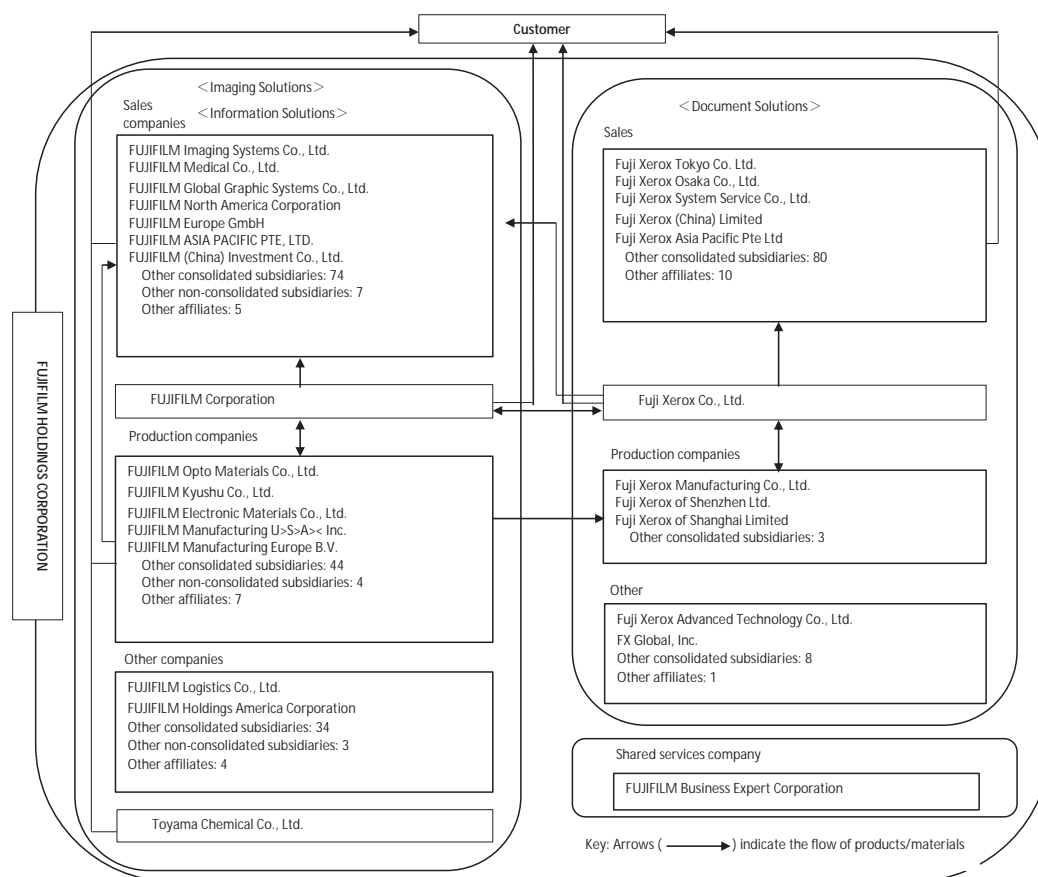 Customer
FUJIFILM HOLDINGS CORPORATION
<Imaging Solutions>
<Information Solutions>
Sales
companies
FUJIFILM Imaging Systems Co., Ltd.
FUJIFILM Medical Co., Ltd.
FUJIFILM Global Graphic Systems Co., Ltd.
FUJIFILM North America Corporation
FUJIFILM Europe GmbH
FUJIFILM ASIA PACIFIC PTE, LTD.
FUJIFILM (China) Investment Co., Ltd.
Other consolidated subsidiaries: 74
Other non-consolidated subsidiaries: 7
Other affiliates: 5
FUJIFILM Corporation
Production companies
FUJIFILM Opto Materials Co., Ltd.
FUJIFILM Kyushu Co., Ltd.
FUJIFILM Electronic Materials Co., Ltd.
FUJIFILM Manufacturing U>S>A>< Inc.
FUJIFILM Manufacturing Europe B.V.
Other consolidated subsidiaries: 44
Other non-consolidated subsidiaries: 4
Other affiliates: 7
Other companies
FUJIFILM Logistics Co., Ltd.
FUJIFILM Holdings America Corporation
Other consolidated subsidiaries: 34
Other non-consolidated subsidiaries: 3
Other affiliates: 4
Toyama Chemical Co., Ltd.
<Document Solutions>
Sales
Fuji Xerox Tokyo Co. Ltd.
Fuji Xerox Osaka Co., Ltd.
Fuji Xerox System Service Co., Ltd.
Fuji Xerox (China) Limited
Fuji Xerox Asia Pacific Pte Ltd
Other consolidated subsidiaries: 80
Other affiliates: 10
Fuji Xerox Co., Ltd.
Production companies
Fuji Xerox Manufacturing Co., Ltd.
Fuji Xerox of Shenzhen Ltd.
Fuji Xerox of Shanghai Limited
Other consolidated subsidiaries: 3
Other
Fuji Xerox Advanced Technology Co., Ltd.
FX Global, Inc.
Other consolidated subsidiaries: 8
Other affiliates: 1
Shared services company
FUJIFILM Business Expert Corporation
Key: Arrows ( ) indicate the flow of products/materials